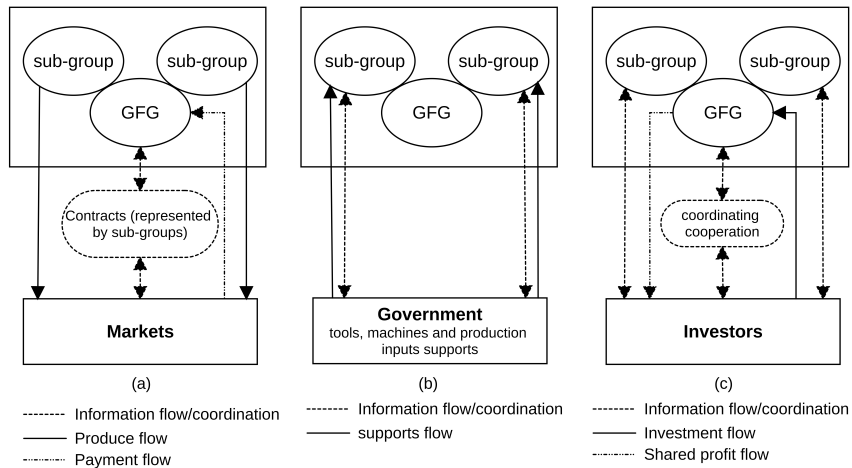 sub-group
sub-group
GFG
Contracts (represented
by sub-groups)
Markets
(a)
Information flow/coordination
Produce flow
Payment flow
sub-group
sub-group
GFG
Government
tools, machines and production
inputs supports
(b)
Information flow/coordination
supports flow
sub-group
sub-group
GFG
coordinating
cooperation
Investors
(c)
Information flow/coordination
Investment flow
Shared profit flow